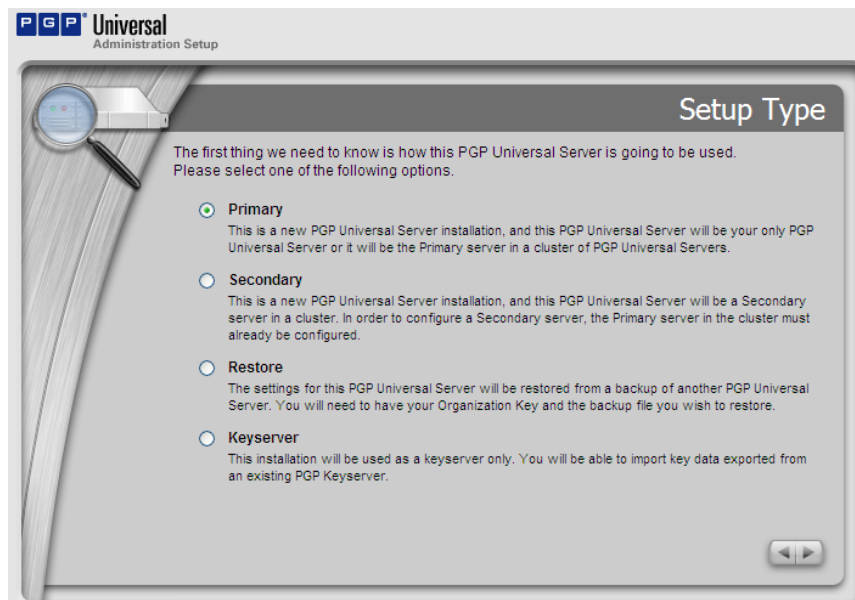 PGP® Universal
Administration Setup
Setup Type
The first thing we need to know is how this PGP Universal Server is going to be used.
Please select one of the following options.
Primary
This is a new PGP Universal Server installation, and this PGP Universal Server will be your only PGP
Universal Server or it will be the Primary server in a cluster of PGP Universal Servers.
Secondary
This is a new PGP Universal Server installation, and this PGP Universal Server will be a Secondary
server in a cluster. In order to configure a Secondary server, the Primary server in the cluster must
already be configured.
Restore
The settings for this PGP Universal Server will be restored from a backup of another PGP Universal
Server. You will need to have your Organization Key and the backup file you wish to restore.
Keyserver
This installation will be used as a keyserver only. You will be able to import key data exported from
an existing PGP Keyserver.